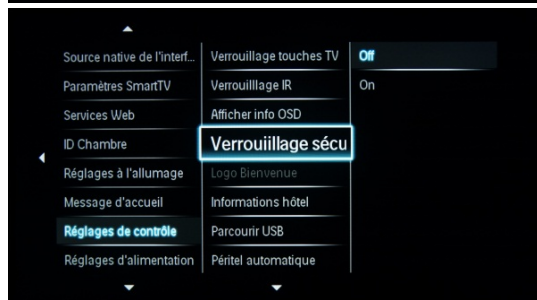 Source native de l'interf...
Paramètres SmartTV
Services Web
ID Chambre
Réglages à l'allumage
Message d'accueil
Réglages de contrôle
Réglages d'alimentation
Verrouillage touches TV
Verrouilllage IR
Afficher info OSD
Verrouiillage sécu
Logo Bienvenue
Informations hôtel
Parcourir USB
Péritel automatique
Off
On